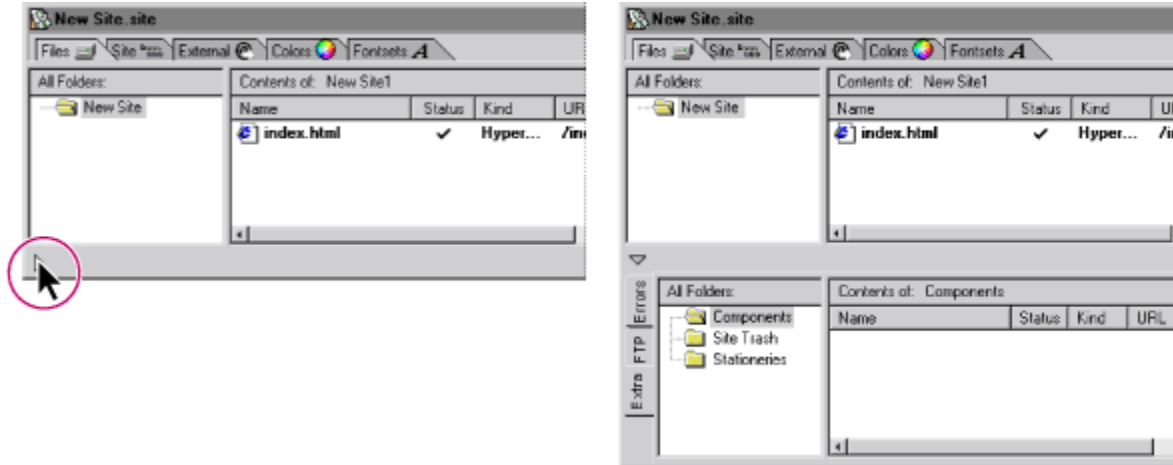 New Site.site
Files Site External Colors Fontsets
All Folders: Contents of: New Site1
New Site Name Status Kind UR
index.html Hyper... /in
New Site.site
Files Site External Colors Fontsets
All Folders: Contents of: New Site1
New Site Name Status Kind UI
index.html Hyper... /i
Errors
FTP
Extra
All Folders: Contents of: Components
Components Name Status Kind URL
Site Trash
Stationeries